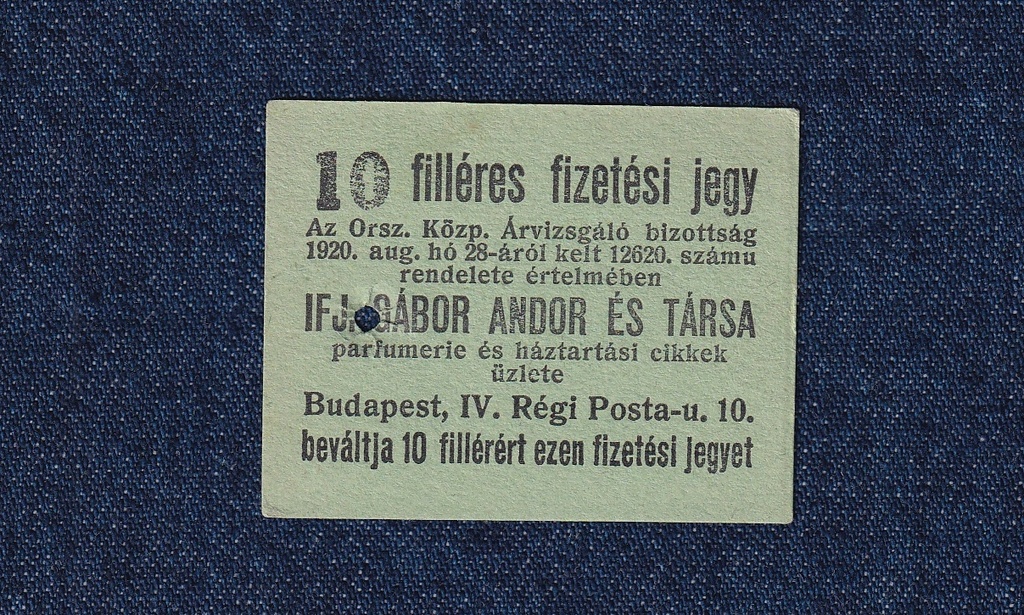 10 filléres fizetési jegy
Az Orsz. Közp. Árvizsgáló bizottság
1920. aug. hó 28-áról kelt 12620. számu
rendelete értelmében
IFJ. GÁBOR ANDOR ÉS TÁRSA
parfumerie és háztartási cikkek
üzlete
Budapest, IV. Régi Posta-u. 10.
beváltja 10 fillérért ezen fizetési jegyet